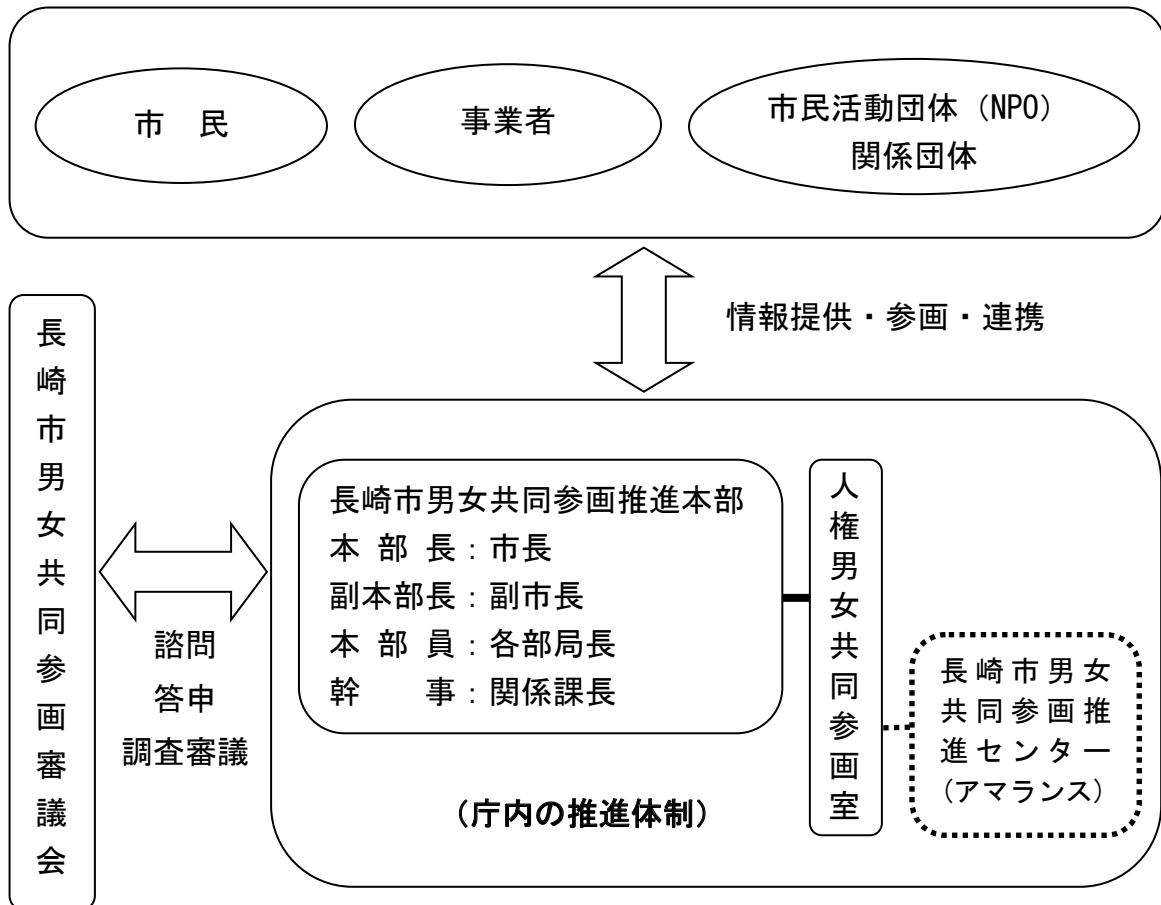 市　民
事業者
市民活動団体（NPO）
関係団体
情報提供・参画・連携
長崎市男女共同参画審議会
諮問
答申
調査審議
長崎市男女共同参画推進本部
本 部 長：市長
副本部長：副市長
本 部 員：各部局長
幹　　事：関係課長
(庁内の推進体制)
人権男女共同参画室
長崎市男女
共同参画推
進センター
(アマランス)